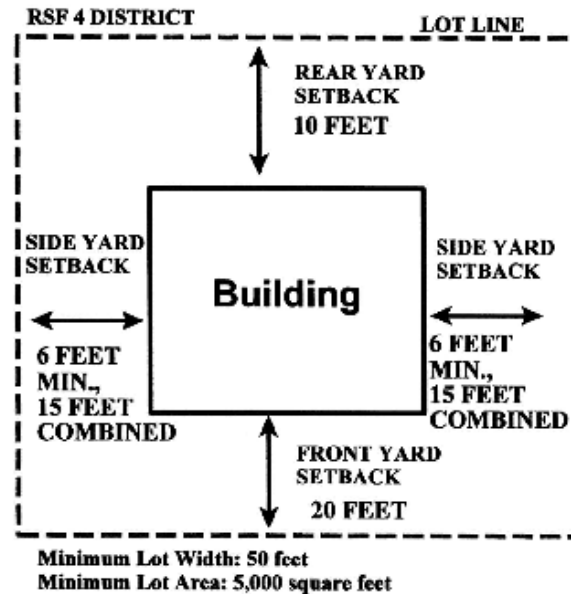 RSF 4 DISTRICT
LOT LINE
REAR YARD
SETBACK
10 FEET
SIDE YARD
SETBACK
Building
SIDE YARD
SETBACK
6 FEET
MIN.,
15 FEET
COMBINED
6 FEET
MIN.,
15 FEET
COMBINED
FRONT YARD
SETBACK
20 FEET
Minimum Lot Width: 50 feet
Minimum Lot Area: 5,000 square feet